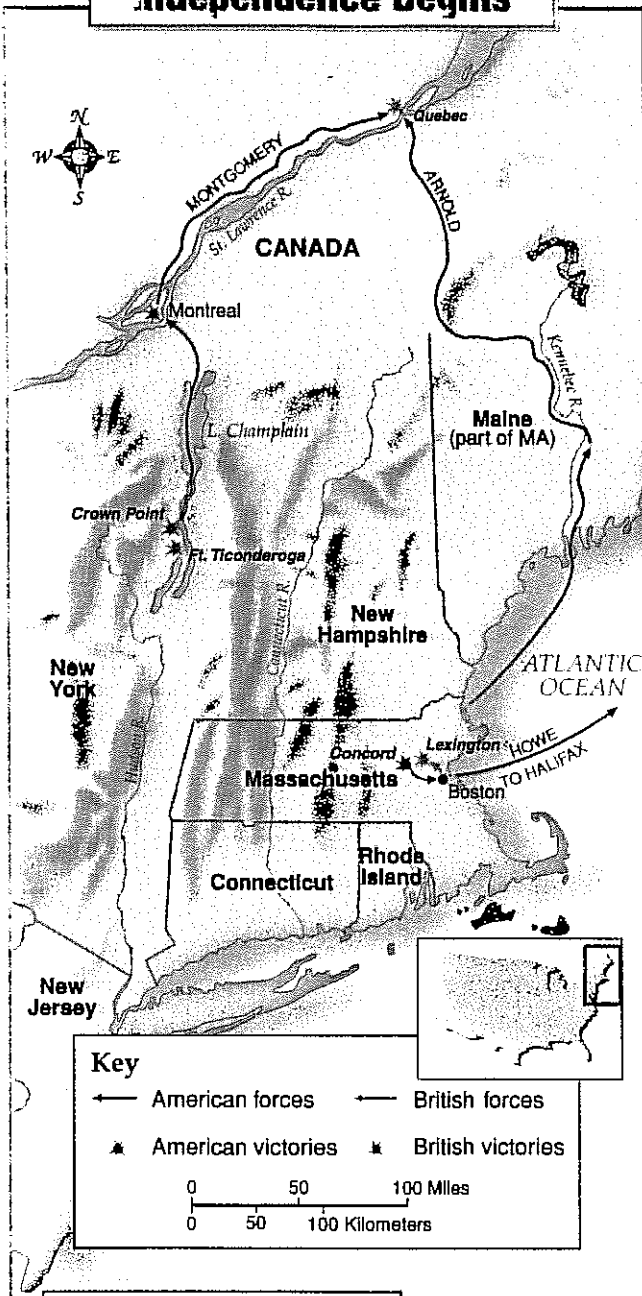 Independence Begins
N
W E
S
Quebec
MONTGOMERY
ARNOLD
St. Lawrence R.
CANADA
Montreal
Kennebec R.
L. Champlain
Maine
(part of MA)
Crown Point
Ft. Ticonderoga
Connecticut R.
New
Hampshire
New
York
ATLANTIC
OCEAN
Hudson R.
Concord
Lexington
HOWE
TO HALIFAX
Massachusetts
Boston
Rhode
Island
Connecticut
New
Jersey
Key
American forces
British forces
American victories
British victories
0 50 100 Miles
0 50 100 Kilometers